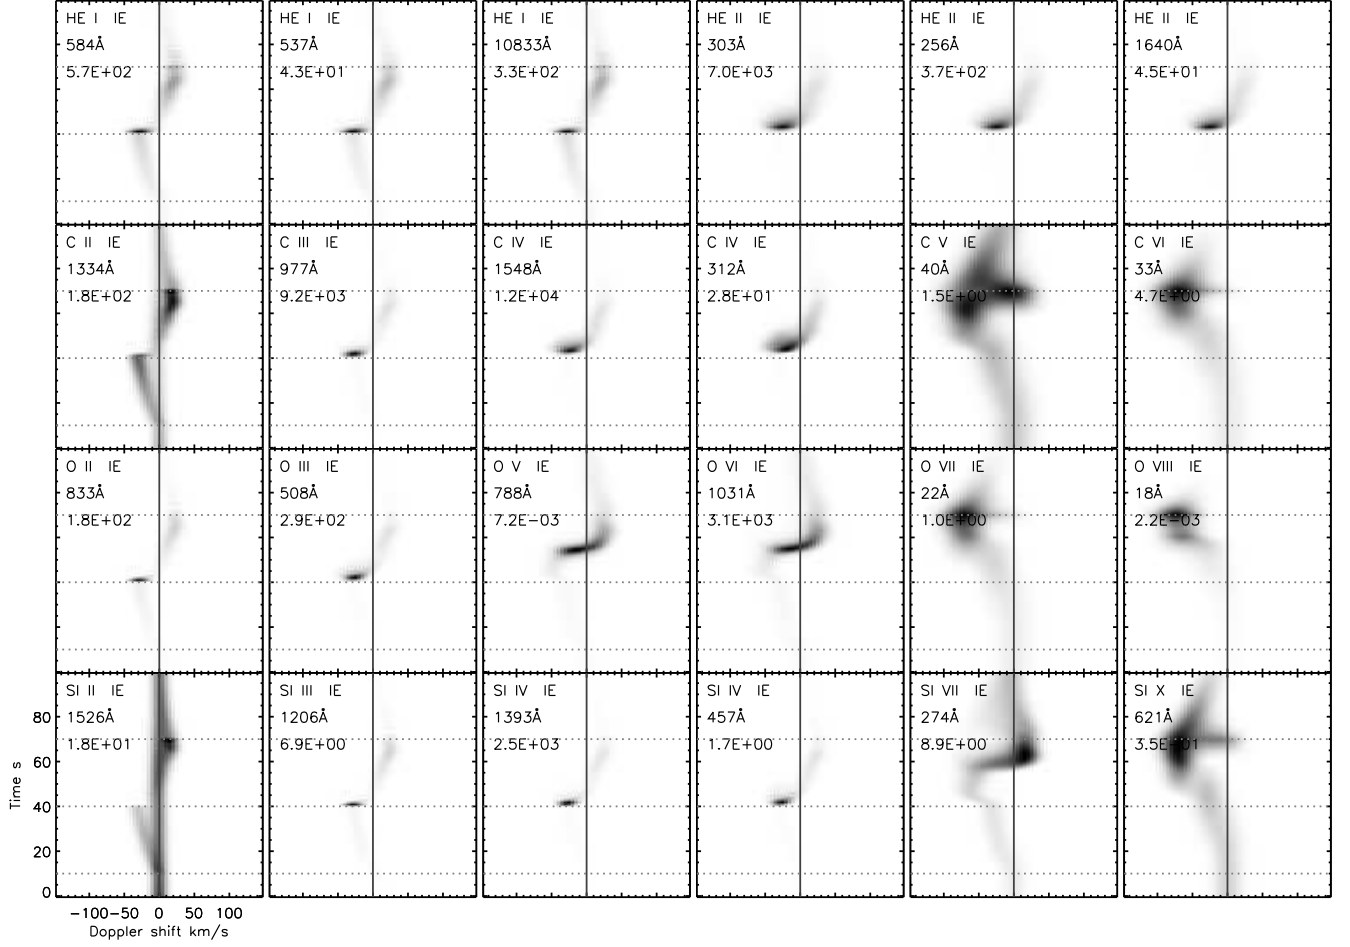 HE I IE
584Å
5.7E+02
HE I IE
537Å
4.3E+01
HE I IE
10833Å
3.3E+02
HE II IE
303Å
7.0E+03
HE II IE
256Å
3.7E+02
HE II IE
1640Å
4.5E+01
C II IE
1334Å
1.8E+02
C III IE
977Å
9.2E+03
C IV IE
1548Å
1.2E+04
C IV IE
312Å
2.8E+01
C V IE
40Å
1.5E+00
C VI IE
33Å
4.7E+00
O II IE
833Å
1.8E+02
O III IE
508Å
2.9E+02
O V IE
788Å
7.2E-03
O VI IE
1031Å
3.1E+03
O VII IE
22Å
1.0E+00
O VIII IE
18Å
2.2E-03
SI II IE
1526Å
1.8E+01
SI III IE
1206Å
6.9E+00
SI IV IE
1393Å
2.5E+03
SI IV IE
457Å
1.7E+00
SI VII IE
274Å
8.9E+00
SI X IE
621Å
3.5E+01
80
60
40
20
0
Time s
-100 -50 0 50 100
Doppler shift km/s